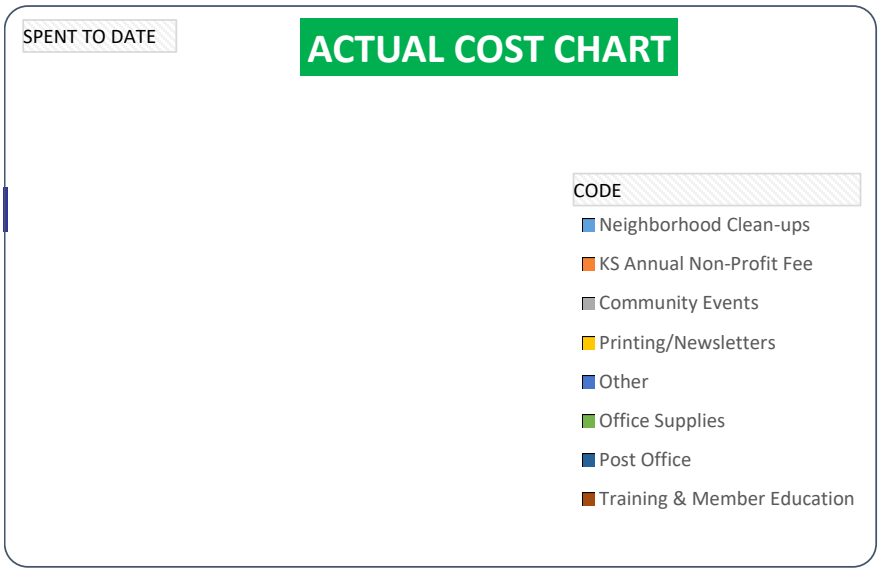 SPENT TO DATE
ACTUAL COST CHART
CODE
Neighborhood Clean-ups
KS Annual Non-Profit Fee
Community Events
Printing/Newsletters
Other
Office Supplies
Post Office
Training & Member Education